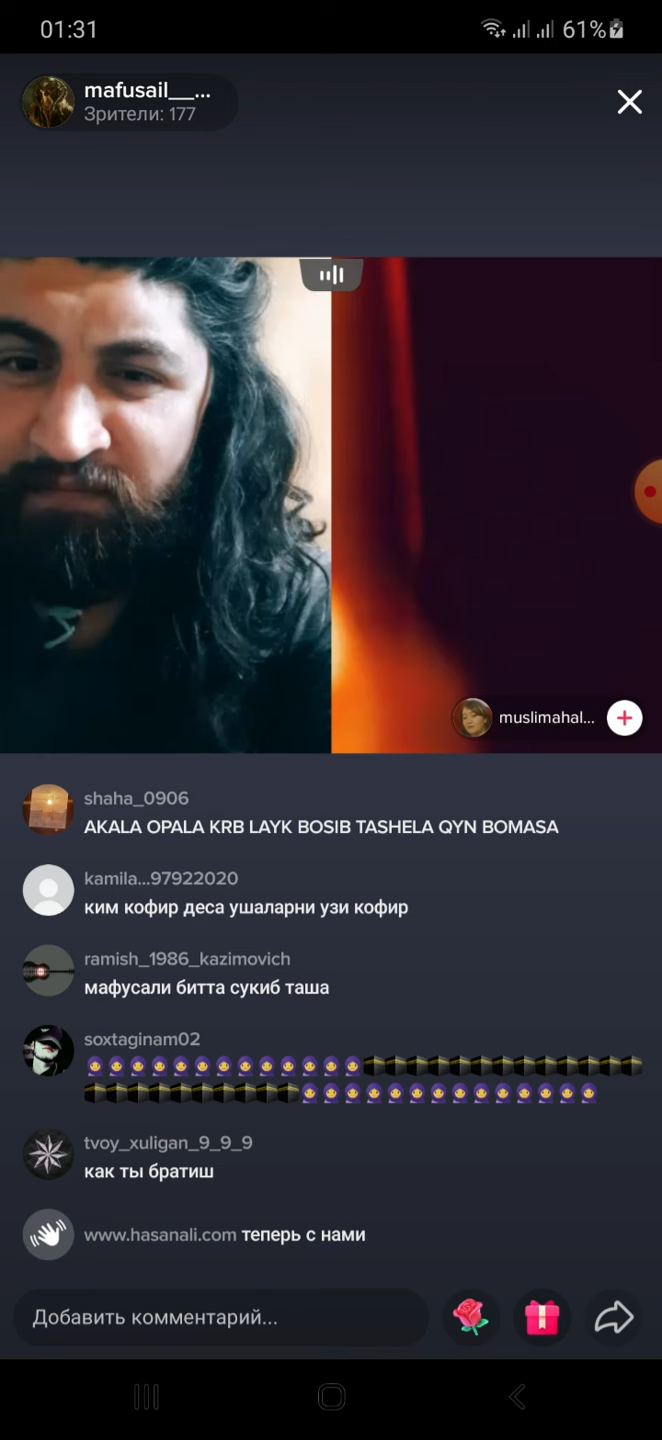 01:31
61%
mafusail__...
Зрители: 177
muslimahal...
shaha_0906
AKALA OPALA KRB LAYK BOSIB TASHELA QYN BOMASA
kamila...97922020
ким кофир деса ушаларни узи кофир
ramish_1986_kazimovich
мафусали битта сукиб таша
soxtaginam02
tvoy_xuligan_9_9_9
как ты братиш
www.hasanali.com теперь с нами
Добавить комментарий...